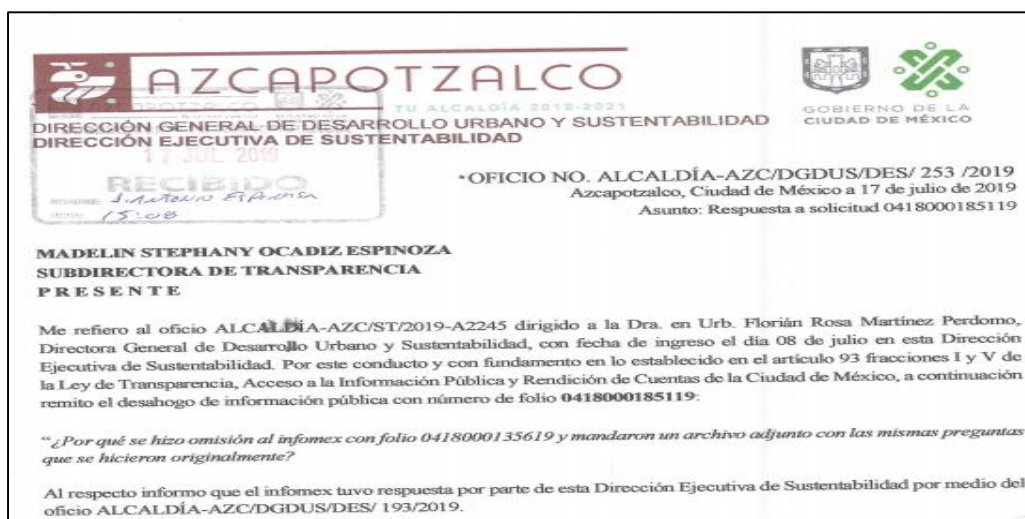 AZCAPOTZALCO
TU ALCALDÍA 2018-2021
GOBIERNO DE LA
CIUDAD DE MÉXICO
DIRECCIÓN GENERAL DE DESARROLLO URBANO Y SUSTENTABILIDAD
DIRECCIÓN EJECUTIVA DE SUSTENTABILIDAD
17 JUL 2019
RECIBIDO
15:08
*OFICIO NO. ALCALDÍA-AZC/DGDUS/DES/ 253 /2019
Azcapotzalco, Ciudad de México a 17 de julio de 2019
Asunto: Respuesta a solicitud 0418000185119
MADELIN STEPHANY OCADIZ ESPINOZA
SUBDIRECTORA DE TRANSPARENCIA
P R E S E N T E
Me refiero al oficio ALCALDÍA-AZC/ST/2019-A2245 dirigido a la Dra. en Urb. Florián Rosa Martínez Perdomo,
Directora General de Desarrollo Urbano y Sustentabilidad, con fecha de ingreso el día 08 de julio en esta Dirección
Ejecutiva de Sustentabilidad. Por este conducto y con fundamento en lo establecido en el artículo 93 fracciones I y V de
la Ley de Transparencia, Acceso a la Información Pública y Rendición de Cuentas de la Ciudad de México, a continuación
remito el desahogo de información pública con número de folio 0418000185119:
“¿Por qué se hizo omisión al infomex con folio 0418000135619 y mandaron un archivo adjunto con las mismas preguntas
que se hicieron originalmente?
Al respecto informo que el infomex tuvo respuesta por parte de esta Dirección Ejecutiva de Sustentabilidad por medio del
oficio ALCALDÍA-AZC/DGDUS/DES/ 193/2019.